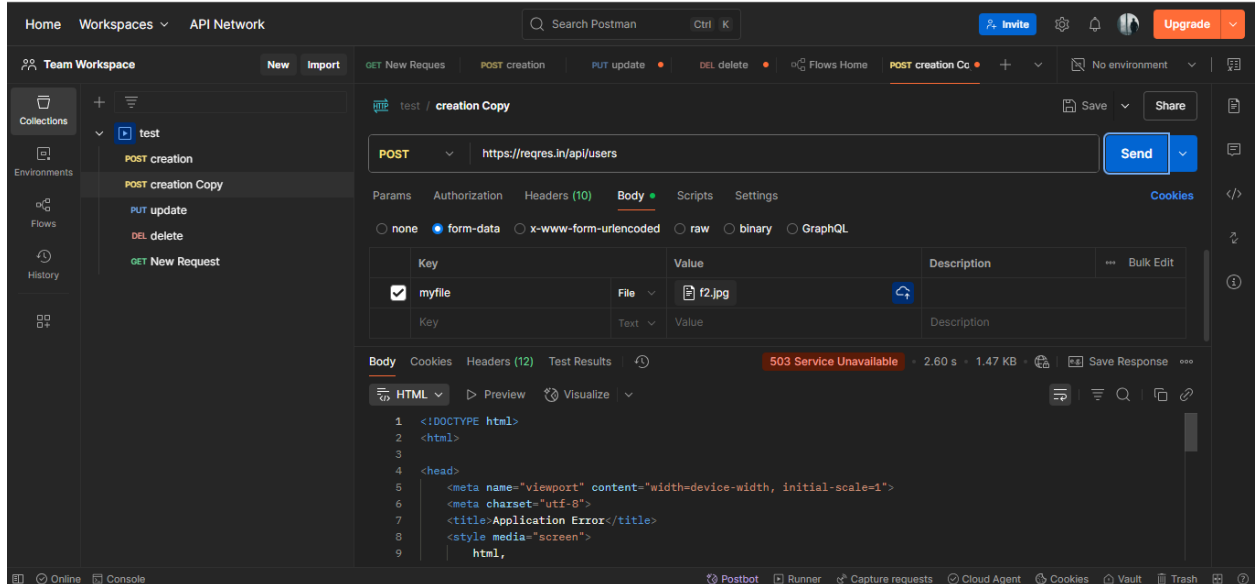 Home Workspaces API Network Search Postman Ctrl K Invite Upgrade
Team Workspace New Import GET New Reques POST creation PUT update DEL delete Flows Home POST creation Co No environment
Collections
Environments
Flows
History
test
POST creation
POST creation Copy
PUT update
DEL delete
GET New Request
HTTP test / creation Copy Save Share
POST https://reqres.in/api/users Send
Params Authorization Headers (10) Body Scripts Settings Cookies
none form-data x-www-form-urlencoded raw binary GraphQL
Key Value Description Bulk Edit
myfile File f2.jpg
Key Text Value Description
Body Cookies Headers (12) Test Results 503 Service Unavailable 2.60 s 1.47 KB Save Response
HTML Preview Visualize
1 <!DOCTYPE html>
2 <html>
3
4 <head>
5 <meta name="viewport" content="width=device-width, initial-scale=1">
6 <meta charset="utf-8">
7 <title>Application Error</title>
8 <style media="screen">
9 html,
Online Console Postbot Runner Capture requests Cloud Agent Cookies Vault Trash